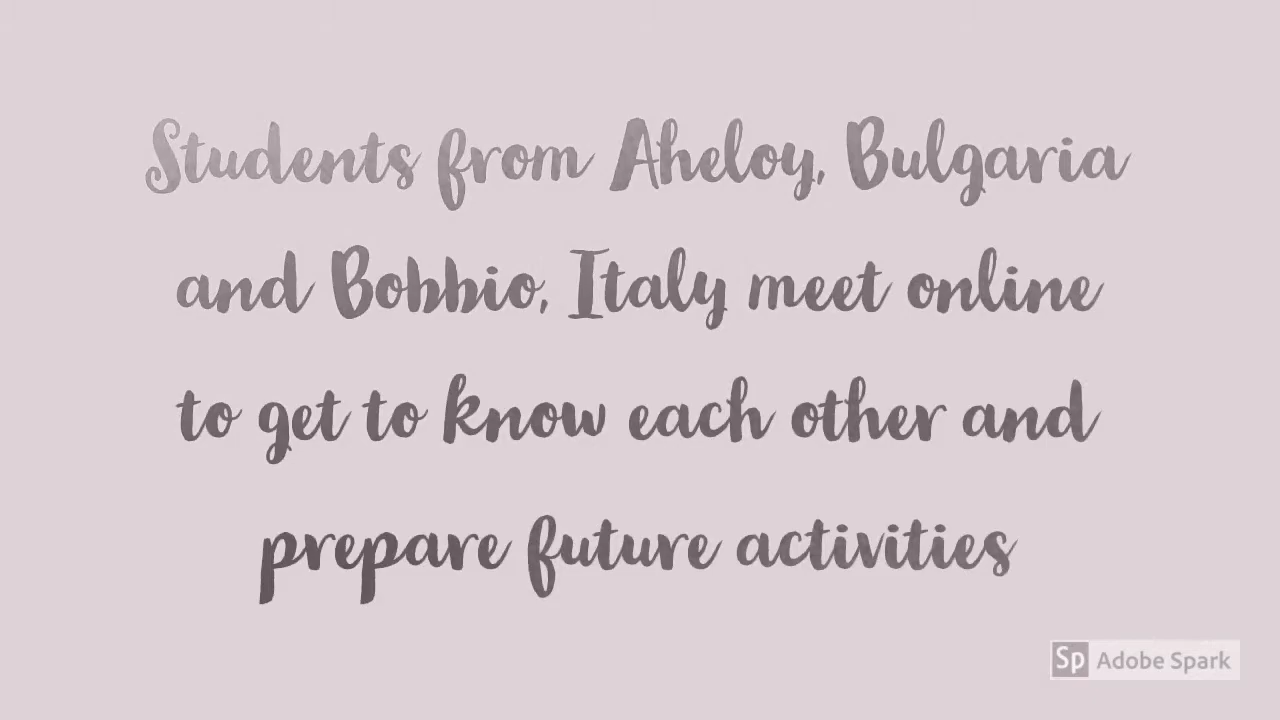 Students from Aheloy, Bulgaria
and Bobbio, Italy meet online
to get to know each other and
prepare future activities
Sp Adobe Spark